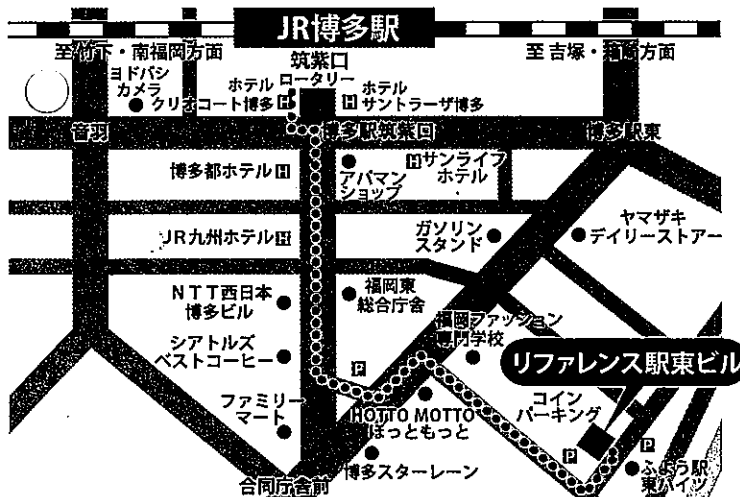 JR博多駅
至 竹下・南福岡方面
至 吉塚・箱崎方面
筑紫口
ロータリー
ヨドバシ
カメラ
クリオコート博多
ホテル
H
H
ホテル
サントラーザ博多
音羽
博多駅筑紫口
博多駅東
博多都ホテル H
アパマン
ショップ
H サンライフ
ホテル
JR九州ホテル H
ガソリン
スタンド
ヤマザキ
デイリーストアー
NTT西日本
博多ビル
福岡東
総合庁舎
福岡ファッション
専門学校
シアトルズ
ベストコーヒー
P
リファレンス駅東ビル
ファミリー
マート
HOTTO MOTTO
ほっともっと
コイン
パーキング
P
P
博多スターレーン
ふよう駅
東ハイツ
合同庁舎前